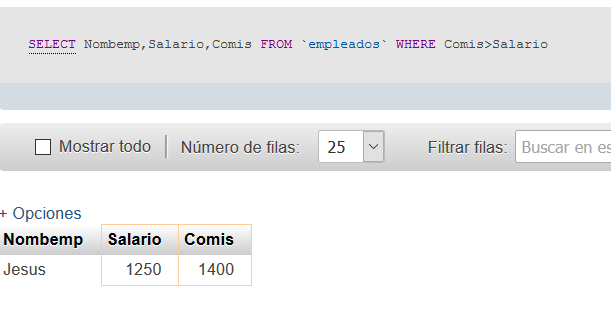 SELECT Nombemp,Salario,Comis FROM `empleados` WHERE Comis>Salario
Mostrar todo Número de filas: 25 Filtrar filas: Buscar en es
+ Opciones
Nombemp Salario Comis
Jesus 1250 1400